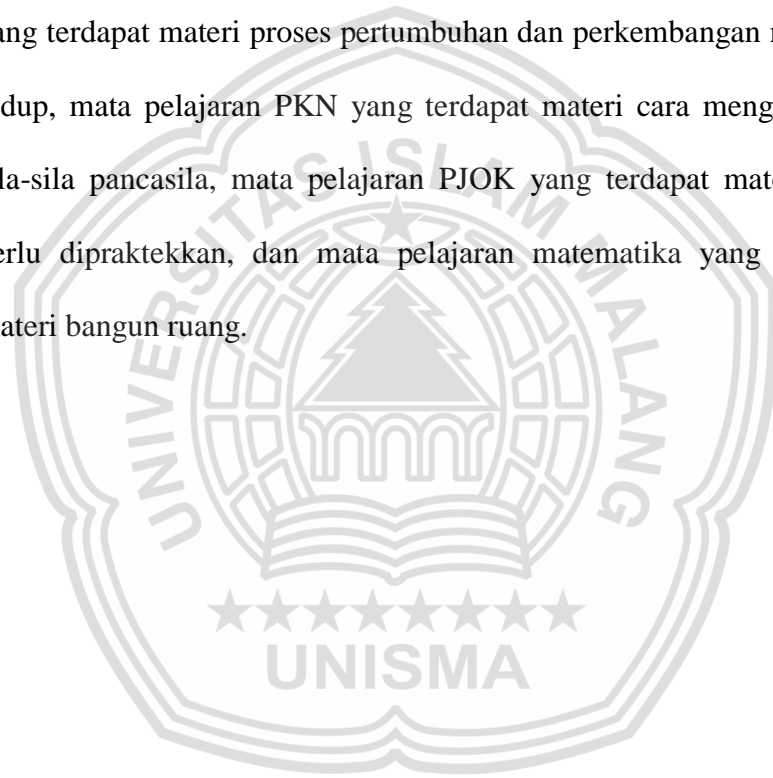 ang terdapat materi proses pertumbuhan dan perkembangan
dup, mata pelajaran PKN yang terdapat materi cara meng
la-sila pancasila, mata pelajaran PJOK yang terdapat mate
erlu dipraktekkan, dan mata pelajaran matematika yang
ateri bangun ruang.
UNIVERSITAS ISLAM MALANG
UNISMA